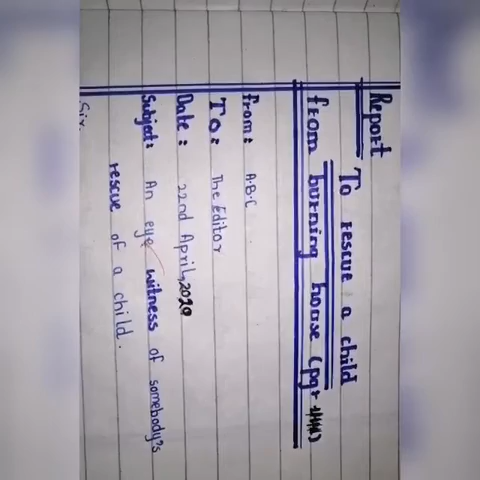 Report
To rescue a child
from burning house (pg:
From: A.B.C
To: The Editor
Date: 22nd April, 2020
Subject: An eye witness of somebody's
rescue of a child.
Sir,